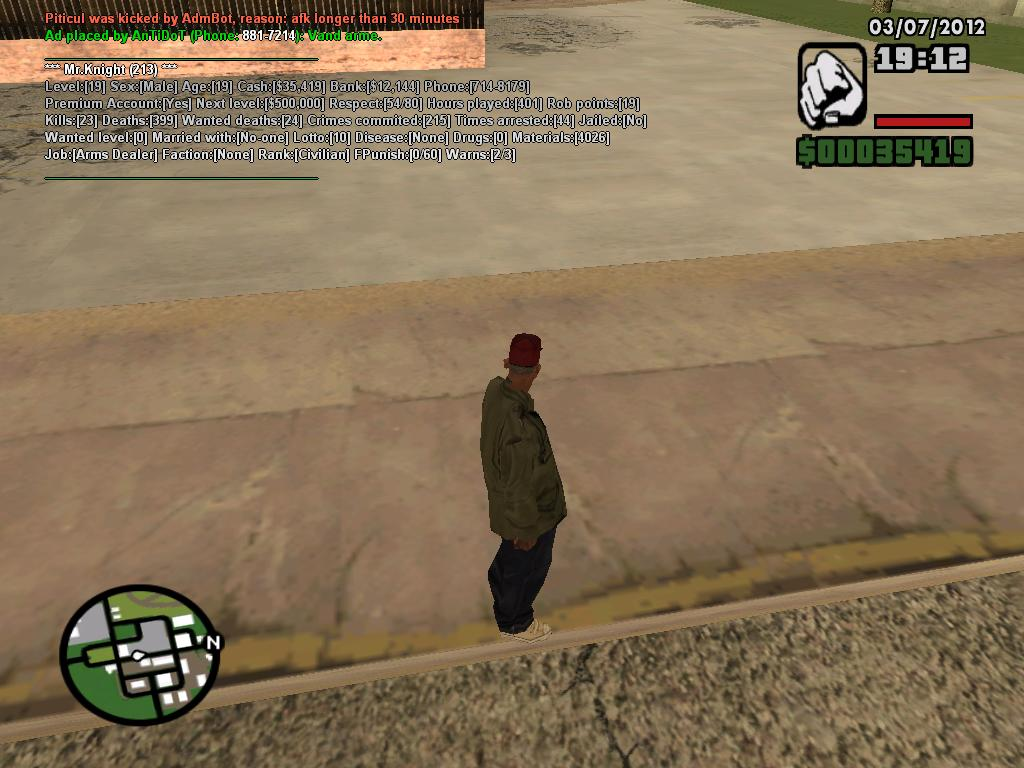 Piticul was kicked by AdmBot, reason: afk longer than 30 minutes
Ad placed by AnTiDoT (Phone: 881-7214): Vand arme.
*** Mr.Knight (213) ***
Level:[19] Sex:[Male] Age:[19] Cash:[$35,419] Bank:[$12,144] Phone:[714-8179]
Premium Account:[Yes] Next level:[$500,000] Respect:[54/80] Hours played:[401] Rob points:[19]
Kills:[23] Deaths:[399] Wanted deaths:[24] Crimes commited:[215] Times arrested:[44] Jailed:[No]
Wanted level:[0] Married with:[No-one] Lotto:[10] Disease:[None] Drugs:[0] Materials:[4026]
Job:[Arms Dealer] Faction:[None] Rank:[Civilian] FPunish:[0/60] Warns:[2/3]
03/07/2012
19:12
$00035419
N